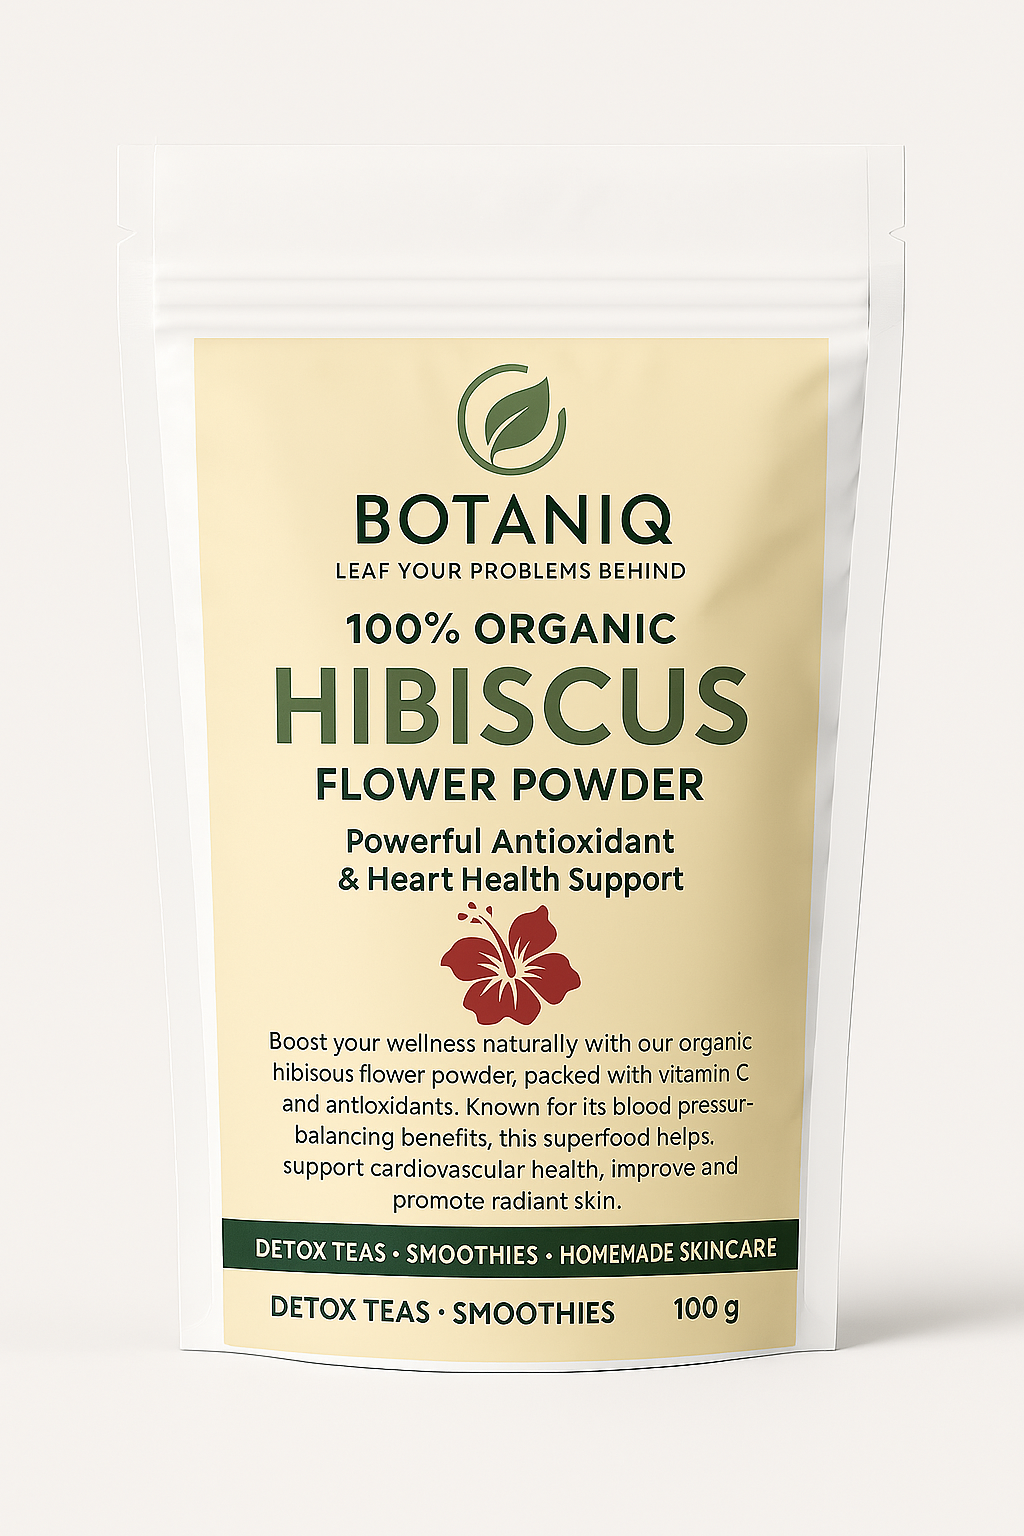 BOTANIQ
LEAF YOUR PROBLEMS BEHIND
100% ORGANIC
HIBISCUS
FLOWER POWDER
Powerful Antioxidant
& Heart Health Support
Boost your wellness naturally with our organic
hibisous flower powder, packed with vitamin C
and antloxidants. Known for its blood pressur-
balancing benefits, this superfood helps.
support cardiovascular health, improve and
promote radiant skin.
DETOX TEAS • SMOOTHIES • HOMEMADE SKINCARE
DETOX TEAS • SMOOTHIES 100 g